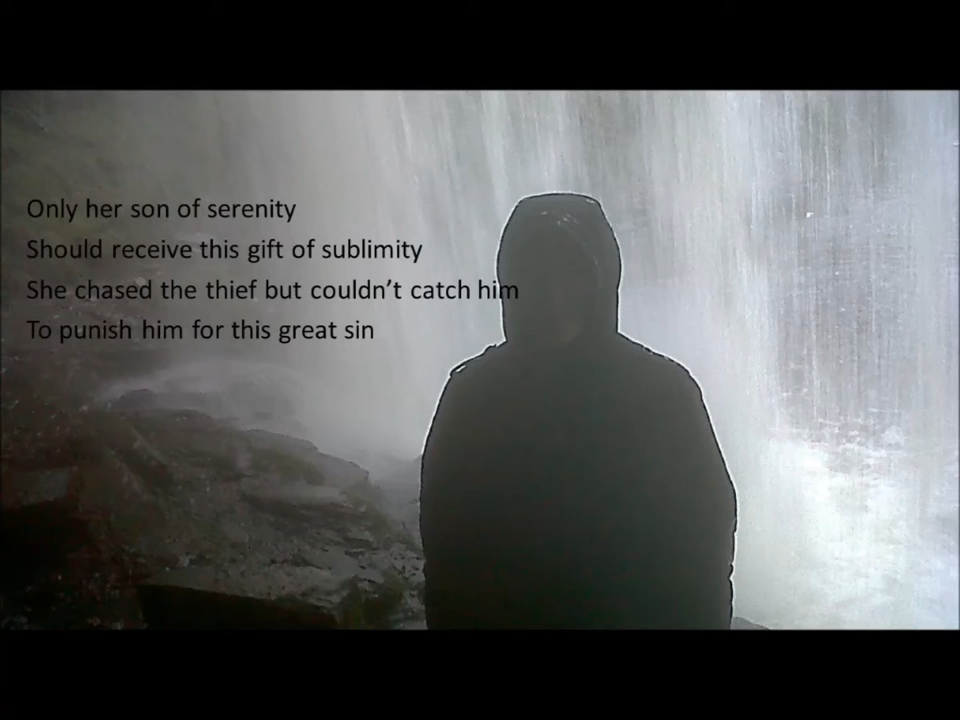 Only her son of serenity
Should receive this gift of sublimity
She chased the thief but couldn’t catch him
To punish him for this great sin